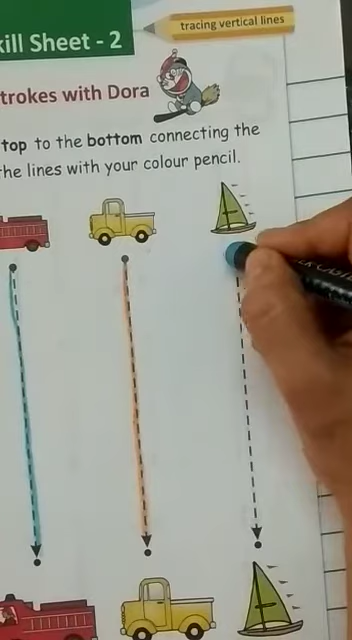 tracing vertical lines
kill Sheet - 2
trokes with Dora
top to the bottom connecting the
he lines with your colour pencil.